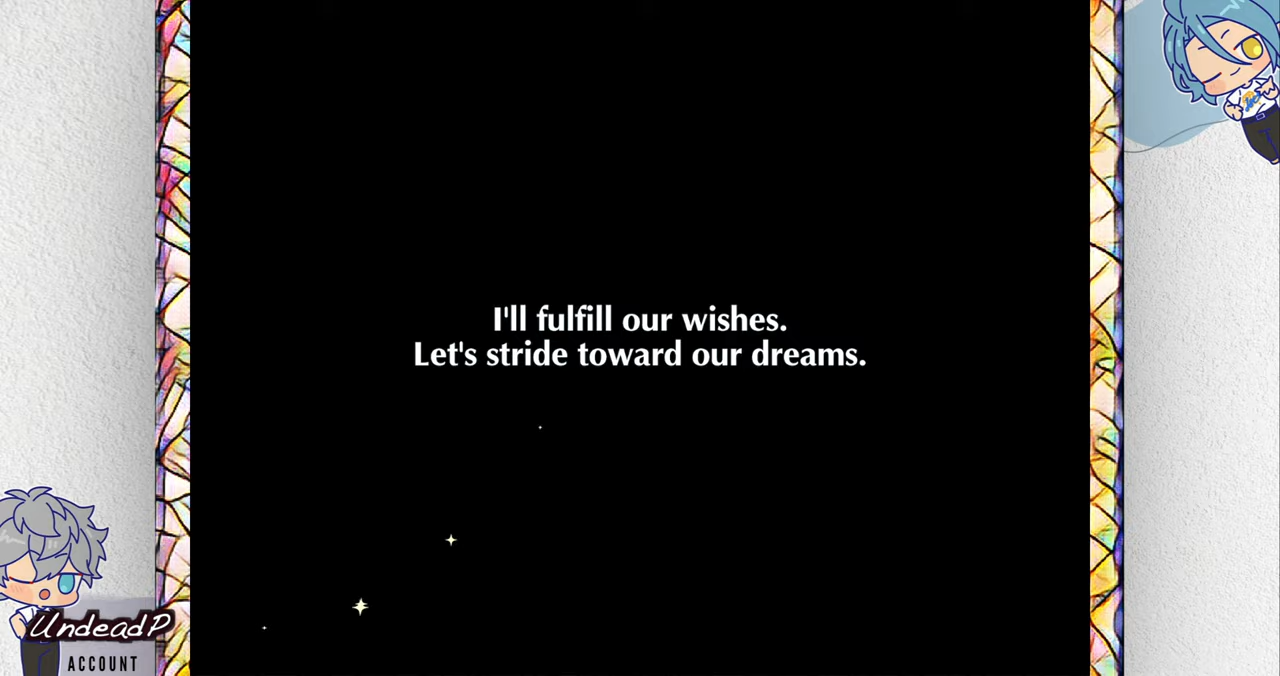 I'll fulfill our wishes.
Let's stride toward our dreams.
UndeadP
ACCOUNT